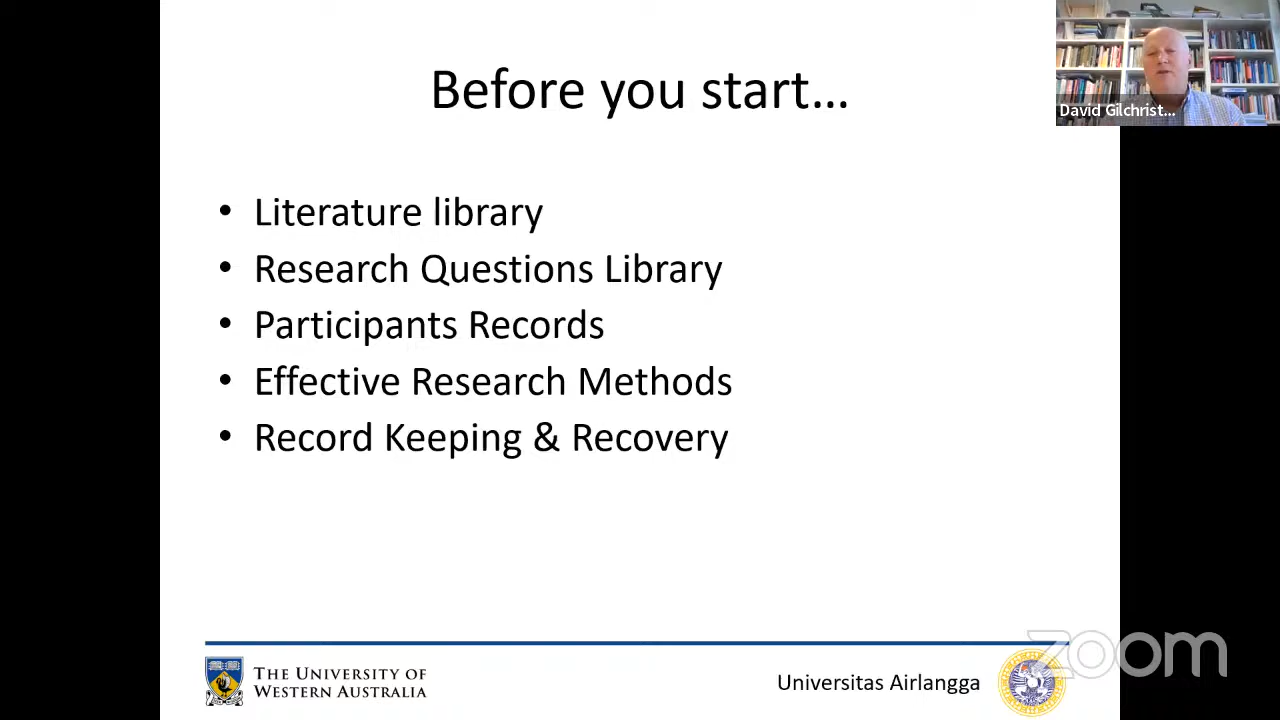 Before you start…
David Gilchrist...
• Literature library
• Research Questions Library
• Participants Records
• Effective Research Methods
• Record Keeping & Recovery
THE UNIVERSITY OF
WESTERN AUSTRALIA
Universitas Airlangga
zoom